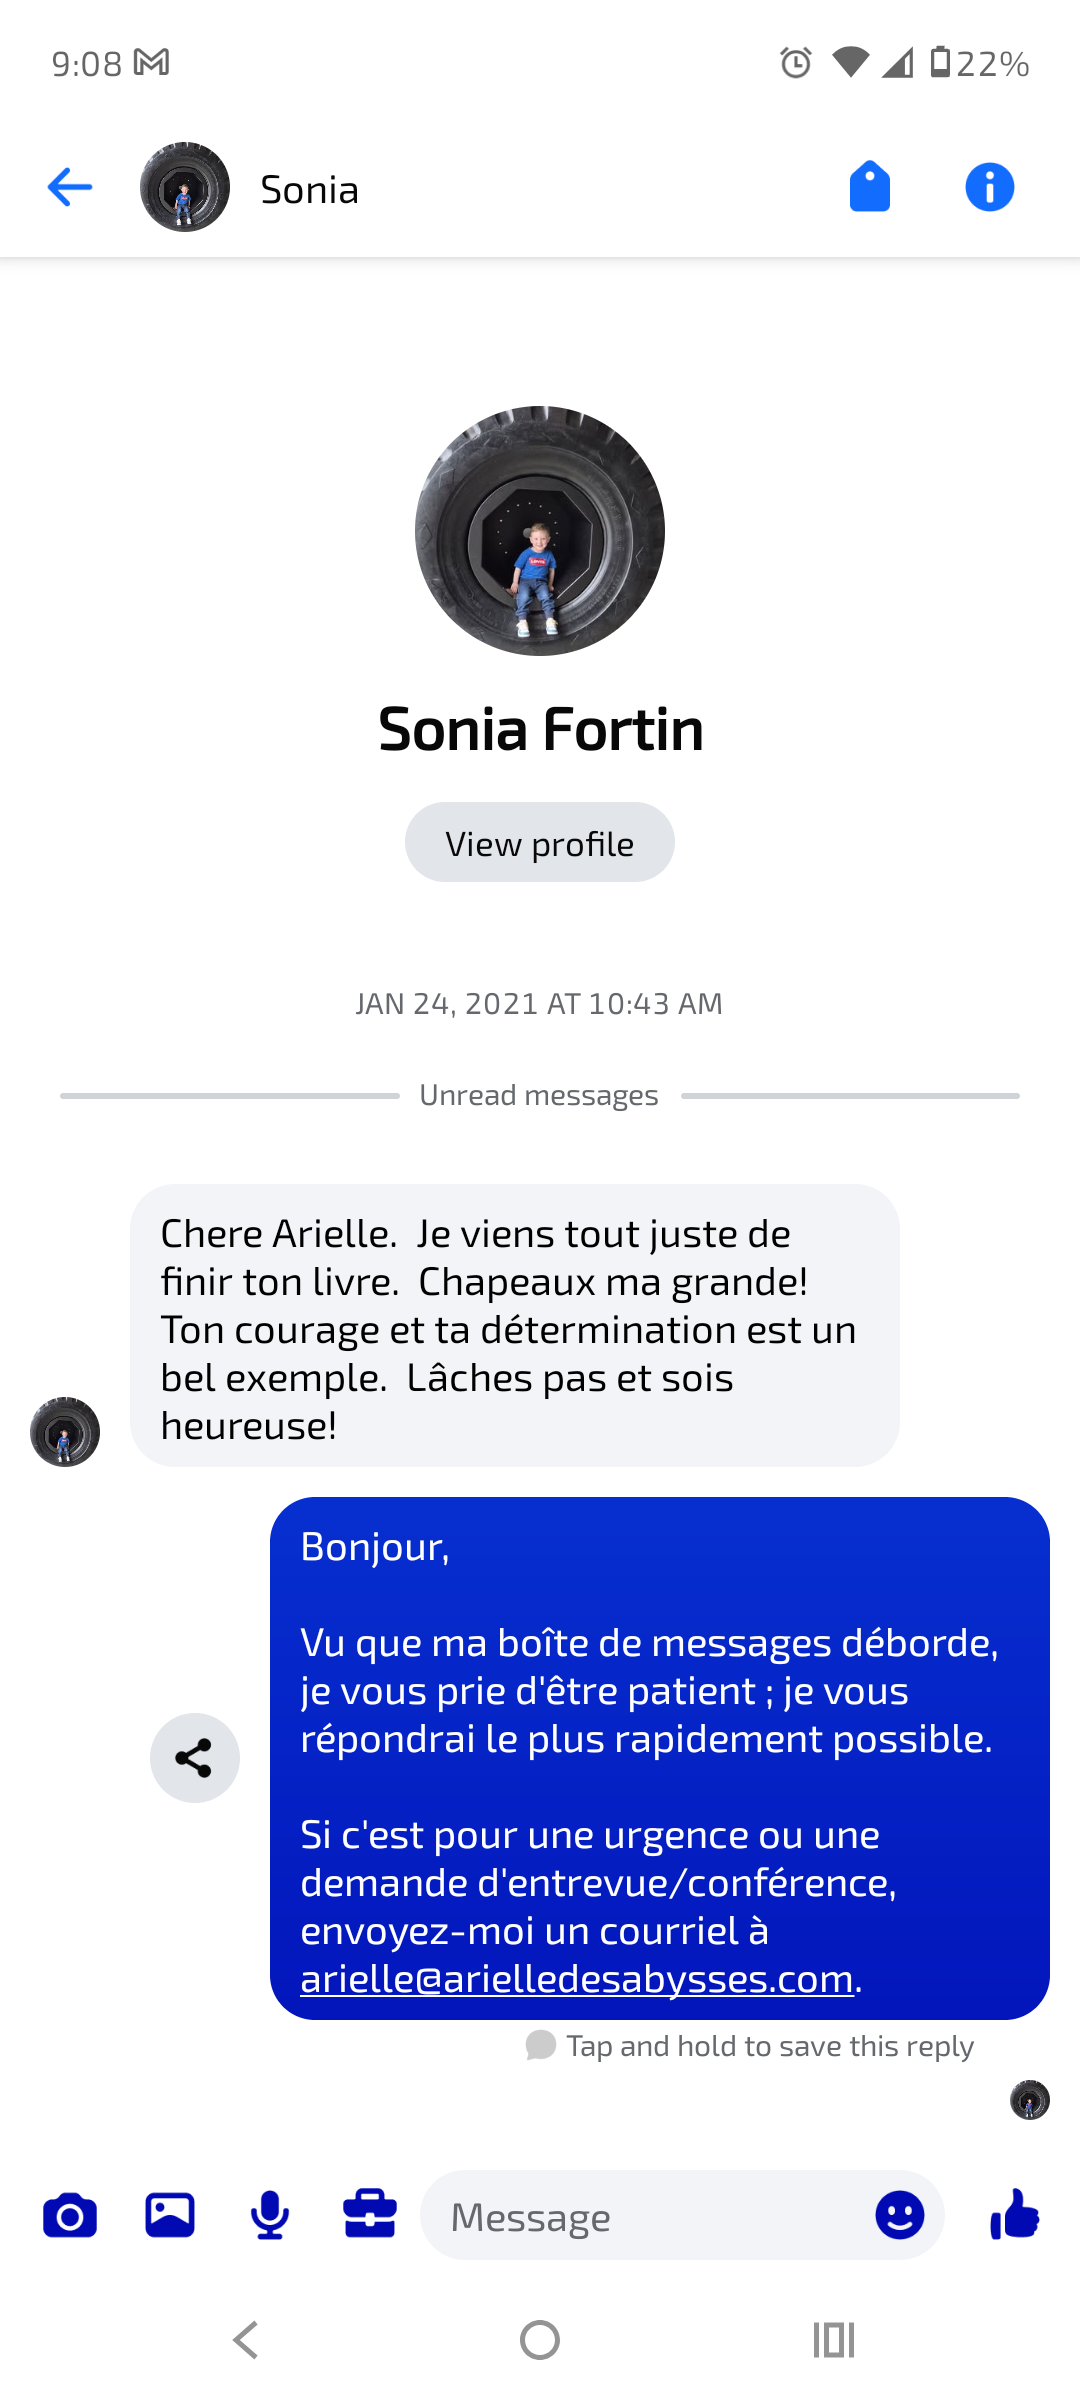 9:08
22%
Sonia
Sonia Fortin
View profile
JAN 24, 2021 AT 10:43 AM
Unread messages
Chere Arielle.  Je viens tout juste de
finir ton livre.  Chapeaux ma grande!
Ton courage et ta détermination est un
bel exemple.  Lâches pas et sois
heureuse!
Bonjour,
Vu que ma boîte de messages déborde,
je vous prie d'être patient ; je vous
répondrai le plus rapidement possible.
Si c'est pour une urgence ou une
demande d'entrevue/conférence,
envoyez-moi un courriel à
arielle@arielledesabysses.com.
Tap and hold to save this reply
Message